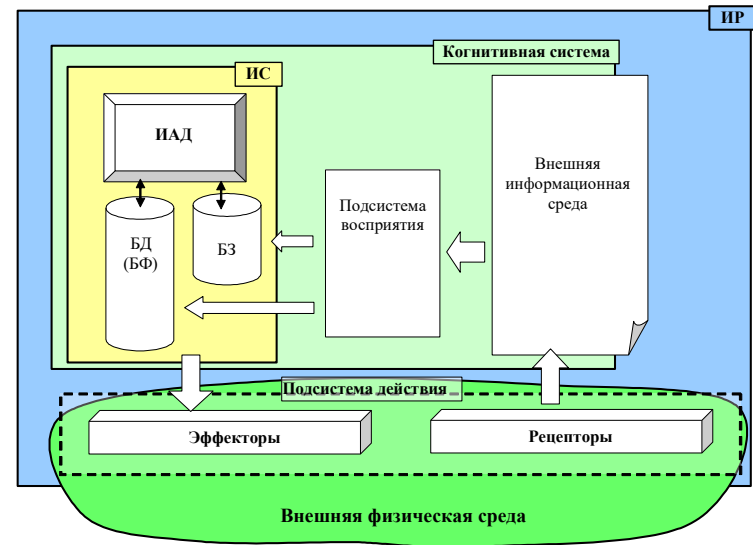 ИР
Когнитивная система
ИС
ИАД
Внешняя
информационная
среда
Подсистема
восприятия
БД
(БФ)
БЗ
Подсистема действия
Эффекторы
Рецепторы
Внешняя физическая среда